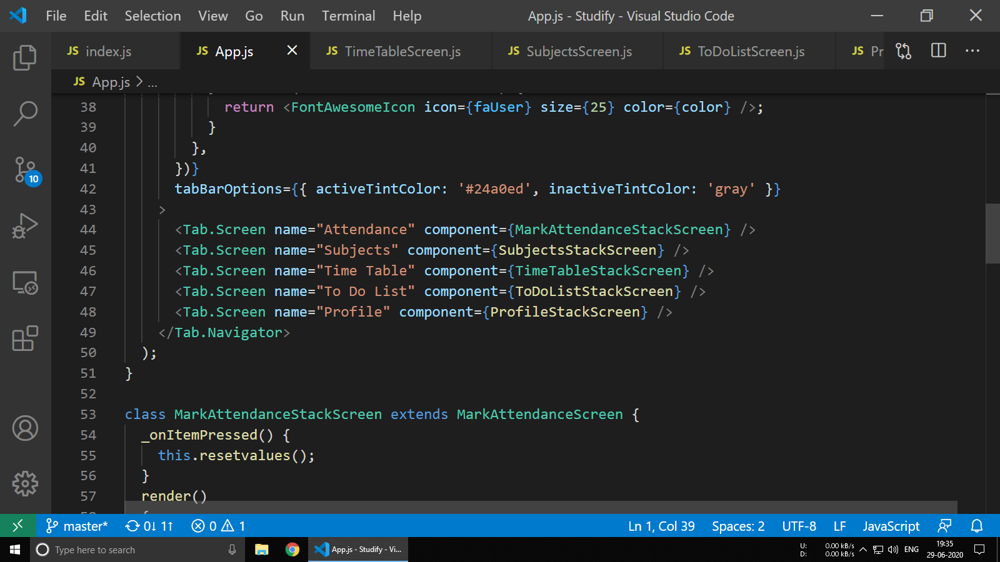 File Edit Selection View Go Run Terminal Help App.js - Studify - Visual Studio Code
JS index.js JS App.js JS TimeTableScreen.js JS SubjectsScreen.js JS ToDoListScreen.js JS Pr
JS App.js > ...
38 return <FontAwesomeIcon icon={faUser} size={25} color={color} />;
39 }
40 },
41 })}
42 tabBarOptions={{ activeTintColor: '#24a0ed', inactiveTintColor: 'gray' }}
43 >
44 <Tab.Screen name="Attendance" component={MarkAttendanceStackScreen} />
45 <Tab.Screen name="Subjects" component={SubjectsStackScreen} />
46 <Tab.Screen name="Time Table" component={TimeTableStackScreen} />
47 <Tab.Screen name="To Do List" component={ToDoListStackScreen} />
48 <Tab.Screen name="Profile" component={ProfileStackScreen} />
49 </Tab.Navigator>
50 );
51 }
52
53 class MarkAttendanceStackScreen extends MarkAttendanceScreen {
54 _onItemPressed() {
55 this.resetvalues();
56 }
57 render()
10
master* 0↓ 1↑ 0 1 Ln 1, Col 39 Spaces: 2 UTF-8 LF JavaScript
Type here to search App.js - Studify - Vi... U: 0.00 kB/s D: 0.00 kB/s ENG 19:35 29-06-2020